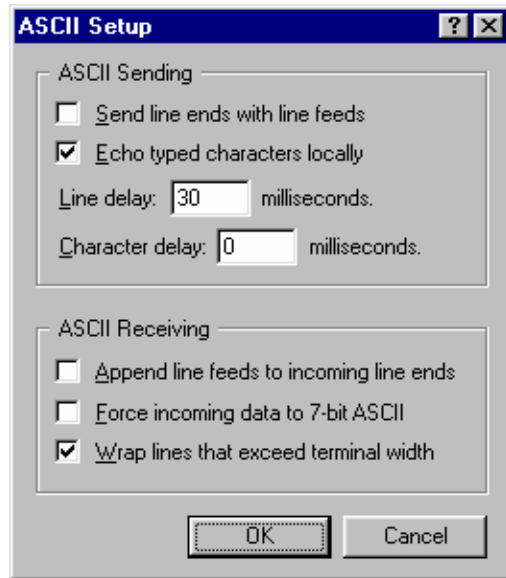 ASCII Setup ? ×
ASCII Sending
Send line ends with line feeds
Echo typed characters locally
Line delay: 30 milliseconds.
Character delay: 0 milliseconds.
ASCII Receiving
Append line feeds to incoming line ends
Force incoming data to 7-bit ASCII
Wrap lines that exceed terminal width
OK Cancel